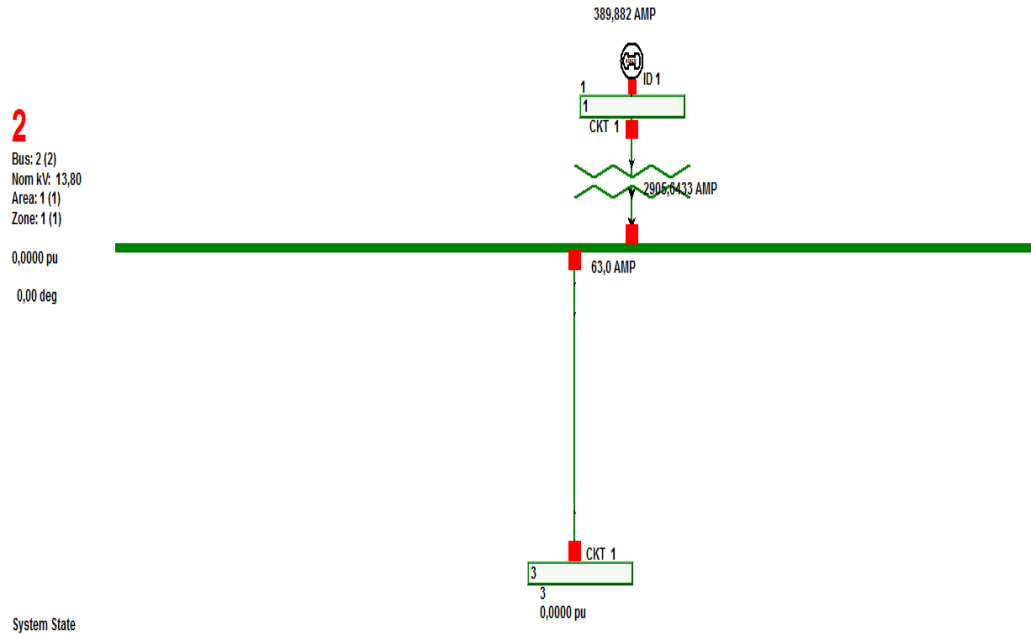 389,882 AMP
ID 1
1
1
CKT 1
2
Bus: 2 (2)
Nom kV: 13,80
Area: 1 (1)
Zone: 1 (1)
2905,6433 AMP
0,0000 pu
63,0 AMP
0,00 deg
CKT 1
3
3
0,0000 pu
System State